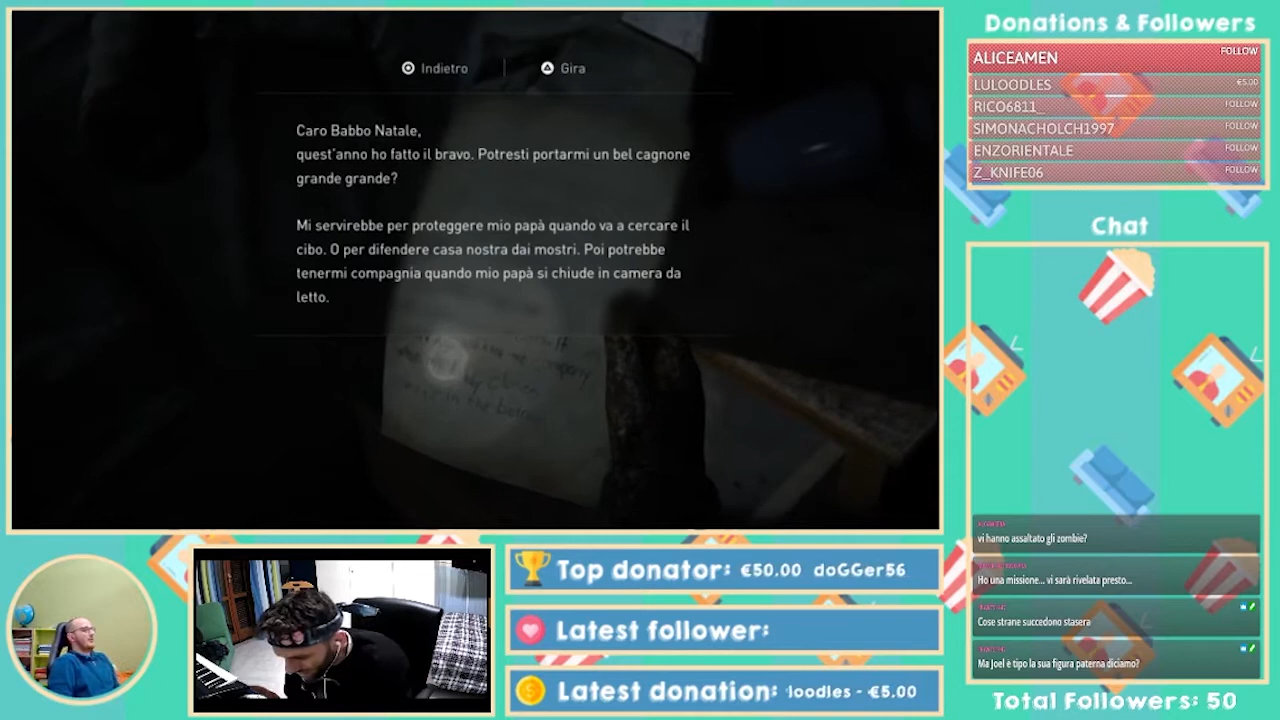 Indietro
Gira
Caro Babbo Natale,
quest'anno ho fatto il bravo. Potresti portarmi un bel cagnone
grande grande?
Mi servirebbe per proteggere mio papà quando va a cercare il
cibo. O per difendere casa nostra dai mostri. Poi potrebbe
tenermi compagnia quando mio papà si chiude in camera da
letto.
Donations & Followers
ALICEAMEN FOLLOW
LULOODLES €5.00
RICO6811_ FOLLOW
SIMONACHOLCH1997 FOLLOW
ENZORIENTALE FOLLOW
Z_KNIFE06 FOLLOW
Chat
vi hanno assaltato gli zombie?
Ho una missione... vi sarà rivelata presto...
Cose strane succedono stasera
Ma Joel è tipo la sua figura paterna diciamo?
Total Followers: 50
Top donator: €50.00 doGGer56
Latest follower:
Latest donation: loodles - €5.00